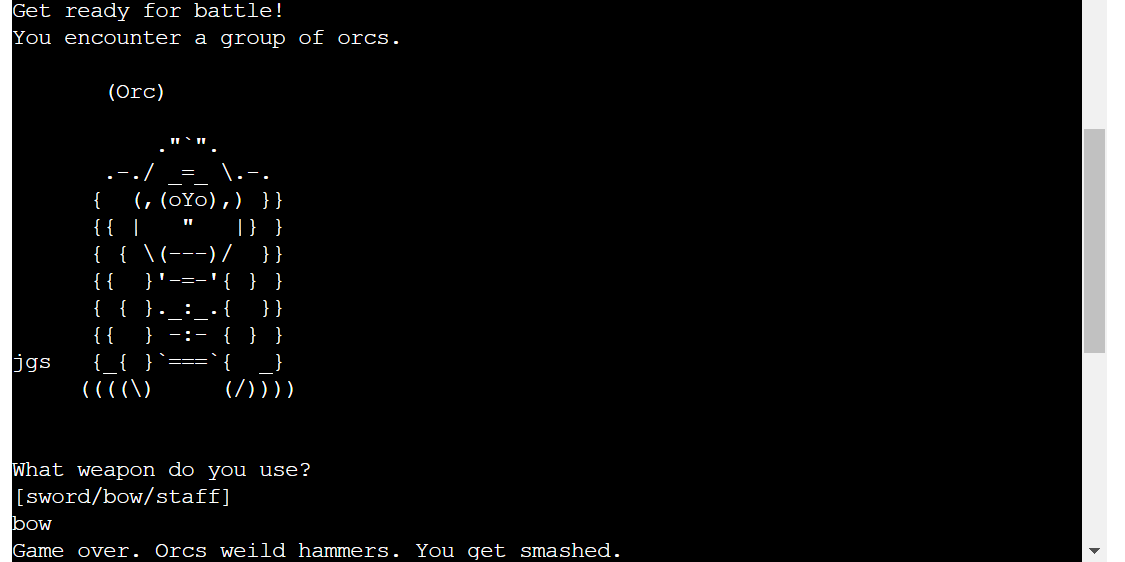 Get ready for battle!
You encounter a group of orcs.
(Orc)
        ."`".
    .-./ _=_ \.-.
   {  (,(oYo),) }}
   {{ |   "   |} }
   { { \(---)/  }}
   {{  }'-=-'{ } }
   { { }._:_.{  }}
   {{  } -:- { } }
jgs   {_{ }`===`{  _}
  ((((\)     (/))))
What weapon do you use?
[sword/bow/staff]
bow
Game over. Orcs weild hammers. You get smashed.